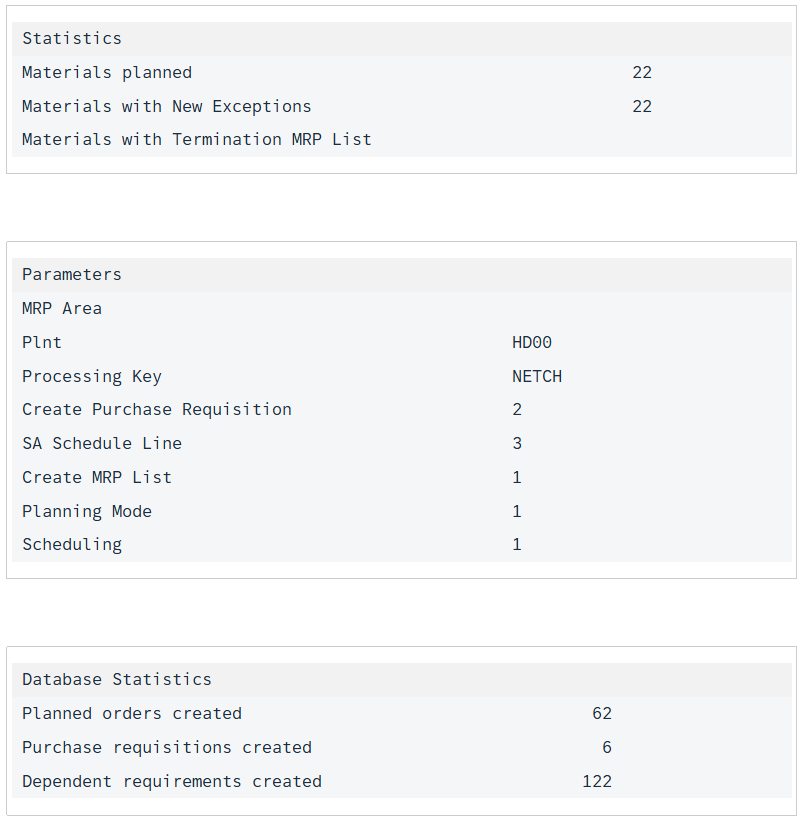 Statistics
Materials planned 22
Materials with New Exceptions 22
Materials with Termination MRP List
Parameters
MRP Area
Plnt HD00
Processing Key NETCH
Create Purchase Requisition 2
SA Schedule Line 3
Create MRP List 1
Planning Mode 1
Scheduling 1
Database Statistics
Planned orders created 62
Purchase requisitions created 6
Dependent requirements created 122